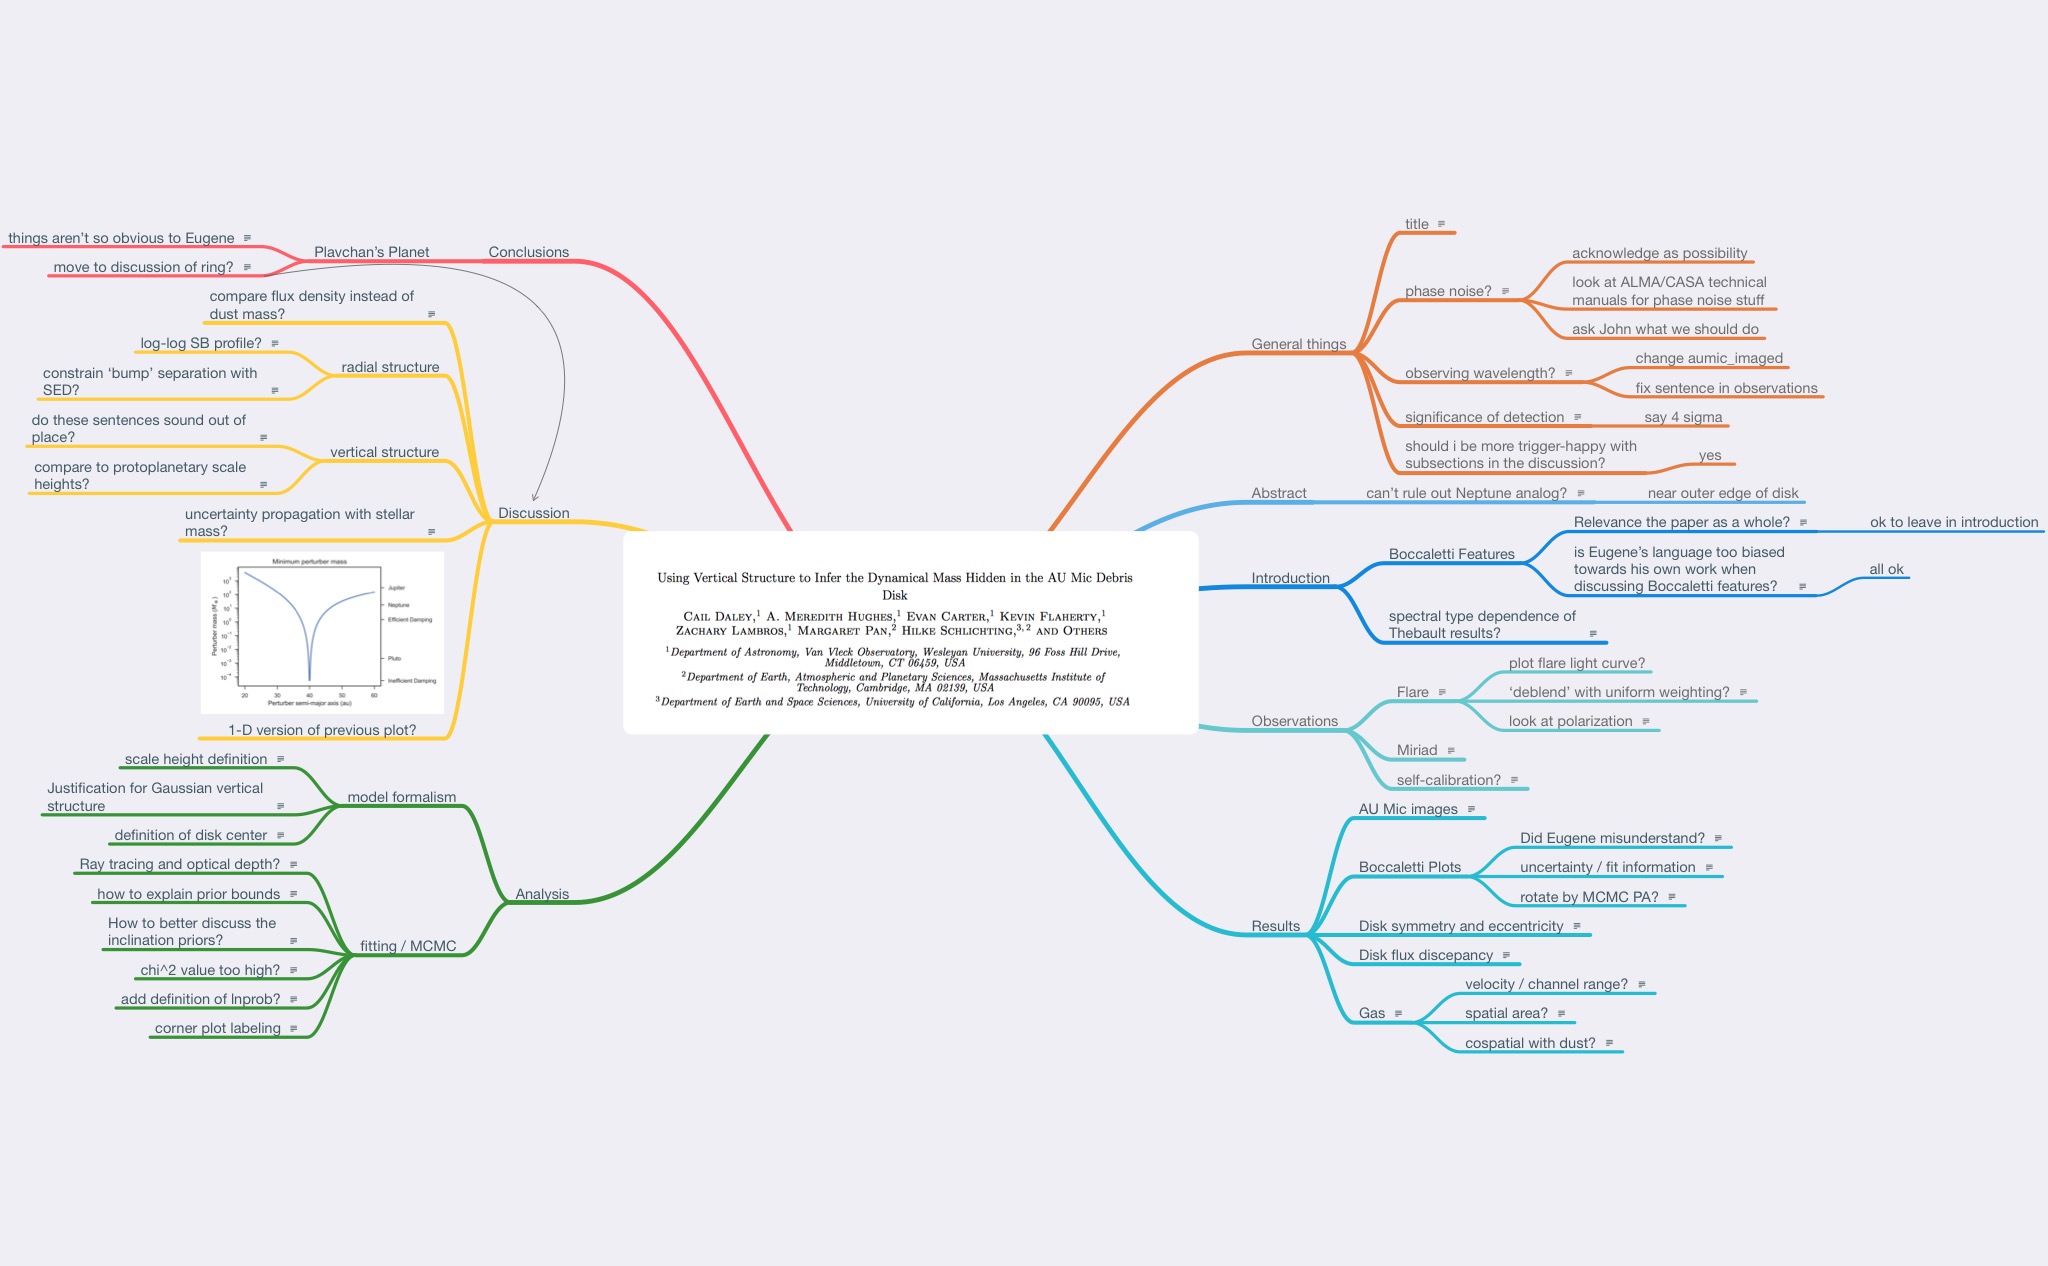 Using Vertical Structure to Infer the Dynamical Mass Hidden in the AU Mic Debris
Disk
Cail Daley,1 A. Meredith Hughes,1 Evan Carter,1 Kevin Flaherty,1
Zachary Lambros,1 Margaret Pan,2 Hilke Schlichting,3, 2 and Others
1Department of Astronomy, Van Vleck Observatory, Wesleyan University, 96 Foss Hill Drive,
Middletown, CT 06459, USA
2Department of Earth, Atmospheric and Planetary Sciences, Massachusetts Institute of
Technology, Cambridge, MA 02139, USA
3Department of Earth and Space Sciences, University of California, Los Angeles, CA 90095, USA
General things
title
phase noise?
acknowledge as possibility
look at ALMA/CASA technical
manuals for phase noise stuff
ask John what we should do
observing wavelength?
change aumic_imaged
fix sentence in observations
significance of detection
say 4 sigma
should i be more trigger-happy with
subsections in the discussion?
yes
Abstract
can't rule out Neptune analog?
near outer edge of disk
Introduction
Boccaletti Features
Relevance the paper as a whole?
ok to leave in introduction
is Eugene's language too biased
towards his own work when
discussing Boccaletti features?
all ok
spectral type dependence of
Thebault results?
Observations
Flare
plot flare light curve?
'deblend' with uniform weighting?
look at polarization
Miriad
self-calibration?
Results
AU Mic images
Boccaletti Plots
Did Eugene misunderstand?
uncertainty / fit information
rotate by MCMC PA?
Disk symmetry and eccentricity
Disk flux discepancy
Gas
velocity / channel range?
spatial area?
cospatial with dust?
Conclusions
Plavchan's Planet
things aren't so obvious to Eugene
move to discussion of ring?
Discussion
compare flux density instead of
dust mass?
radial structure
log-log SB profile?
constrain 'bump' separation with
SED?
vertical structure
do these sentences sound out of
place?
compare to protoplanetary scale
heights?
uncertainty propagation with stellar
mass?
Minimum perturber mass
Perturber mass (M⊕)
10^3
10^2
10^1
10^0
10^-1
10^-2
10^-3
10^-4
Jupiter
Neptune
Efficient Damping
Pluto
Inefficient Damping
20 30 40 50 60
Perturber semi-major axis (au)
1-D version of previous plot?
Analysis
model formalism
scale height definition
Justification for Gaussian vertical
structure
definition of disk center
fitting / MCMC
Ray tracing and optical depth?
how to explain prior bounds
How to better discuss the
inclination priors?
chi^2 value too high?
add definition of lnprob?
corner plot labeling